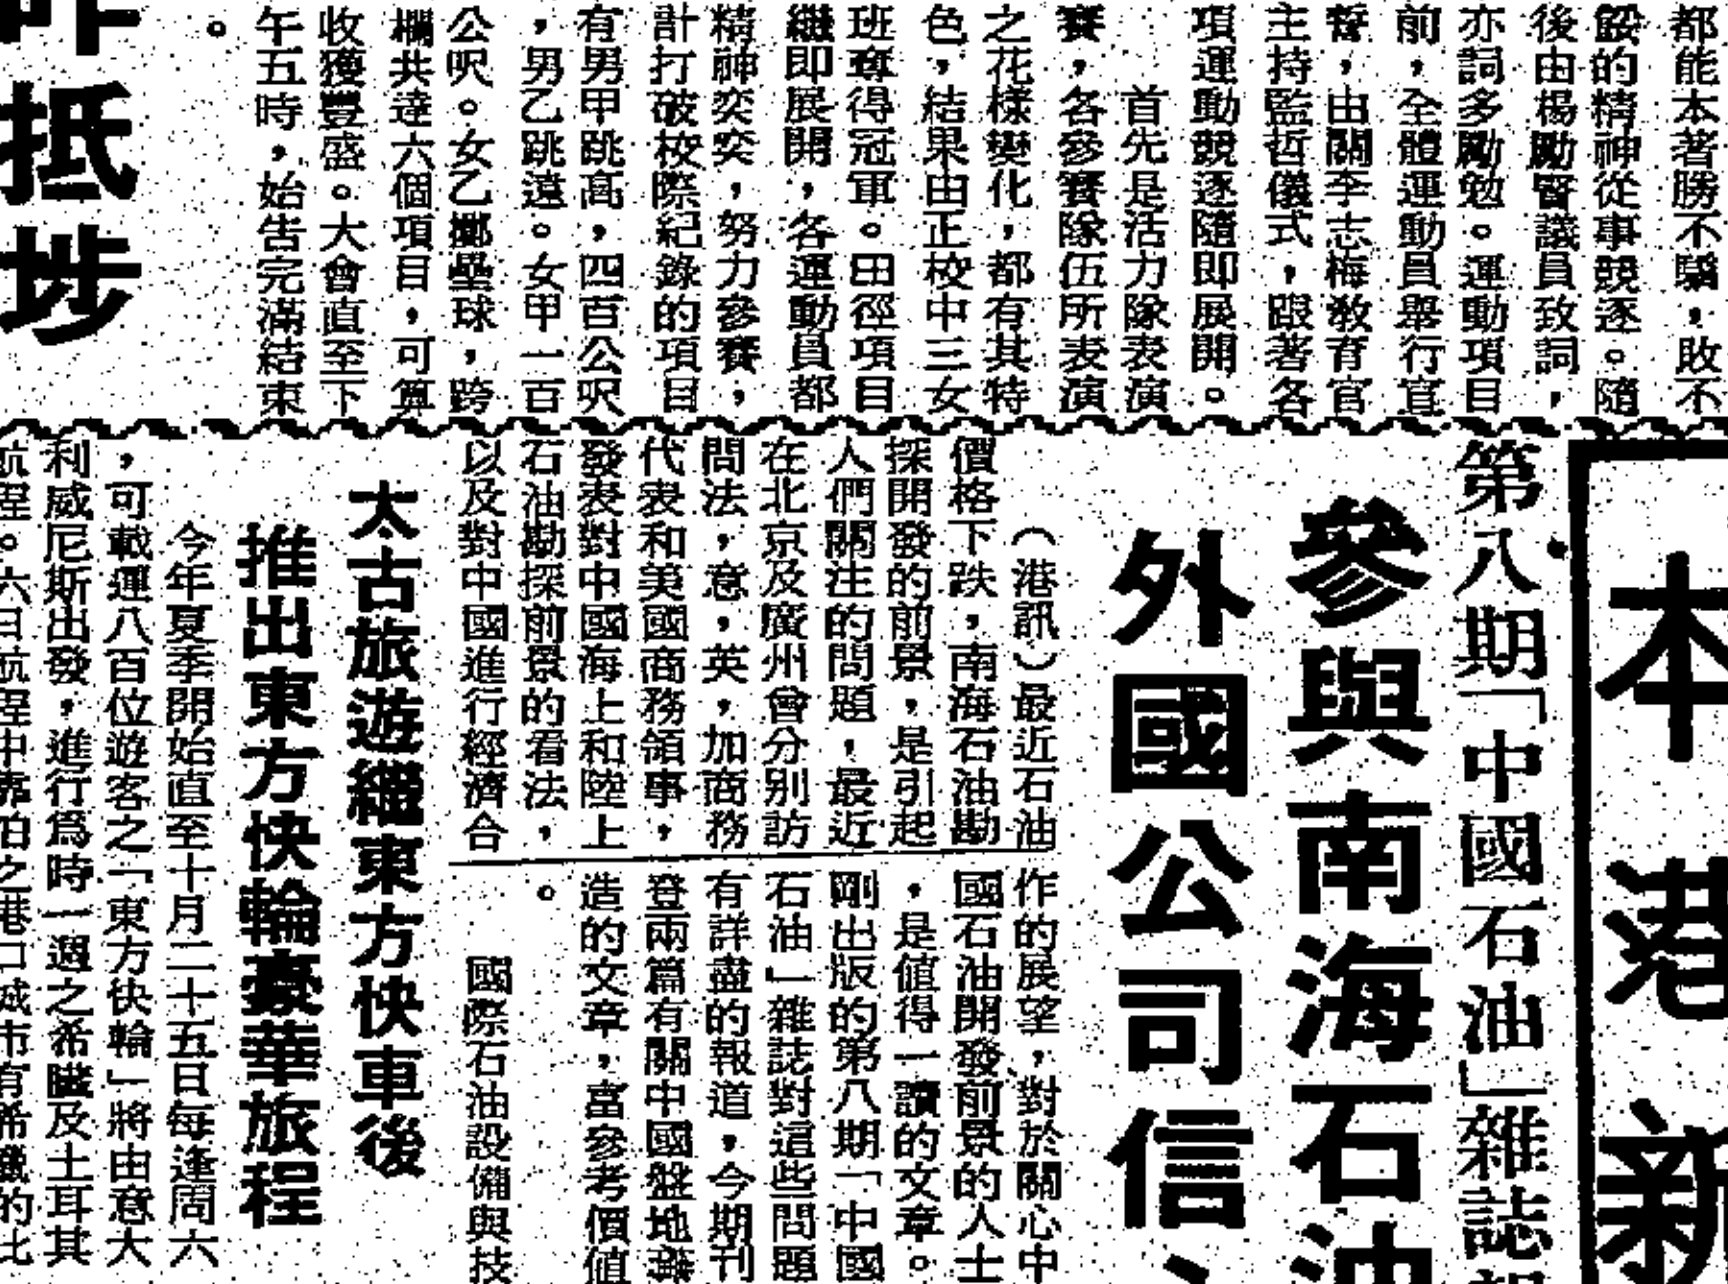 都能本著勝不驕，敗不
餒的精神從事競逐。隨
後由楊勵賢議員致詞，
亦詞多勵勉。運動項目
前，全體運動員舉行宣
誓，由關李志梅敎育官
主持監哲儀式，跟著各
項運動競逐隨即展開。
首先是活力隊表演
賽，各參賽隊伍所表演
之花樣變化，都有其特
色，結果由正校中三女
班奪得冠軍。田徑項目
繼即展開，各運動員都
精神奕奕，努力參賽，
計打破校際紀錄的項目
有男甲跳高，四百公呎
，男乙跳遠。女甲一百
公呎。女乙擲壘球，跨
欄共達六個項目，可算
收獲豐盛。大會直至下
午五時，始告完滿結束
。
昨抵埗
本港新
第八期「中國石油」雜誌
參與南海石油
外國公司信
（港訊）最近石油
價格下跌，南海石油勘
探開發的前景，是引起
人們關注的問題，最近
在北京及廣州曾分別訪
問法，意，英，加商務
代表和美國商務領事，
發表對中國海上和陸上
石油勘探前景的看法，
以及對中國進行經濟合
作的展望，對於關心中
國石油開發前景的人士
，是値得一讀的文章。
剛出版的第八期「中國
石油」雜誌對這些問題
有詳盡的報道，今期刊
登兩篇有關中國盤地
造的文章，富參考價値
。
國際石油設備與技
太古旅遊繼東方快車後
推出東方快輪豪華旅程
今年夏季開始直至十月二十五日每逢周六
，可載運八百位遊客之「東方快輪」將由意大
利威尼斯出發，進行爲時一週之希臘及土耳其
航程。六日航程中靠泊之港口城市有希臘的比